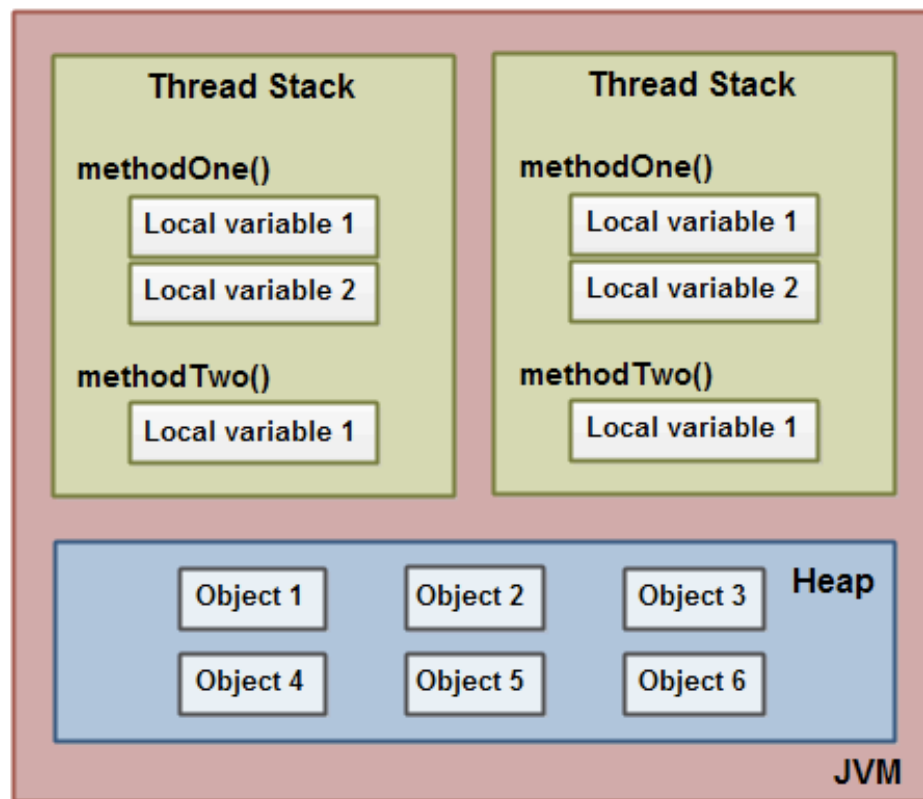 Thread Stack
methodOne()
Local variable 1
Local variable 2
methodTwo()
Local variable 1
Thread Stack
methodOne()
Local variable 1
Local variable 2
methodTwo()
Local variable 1
Heap
Object 1
Object 2
Object 3
Object 4
Object 5
Object 6
JVM